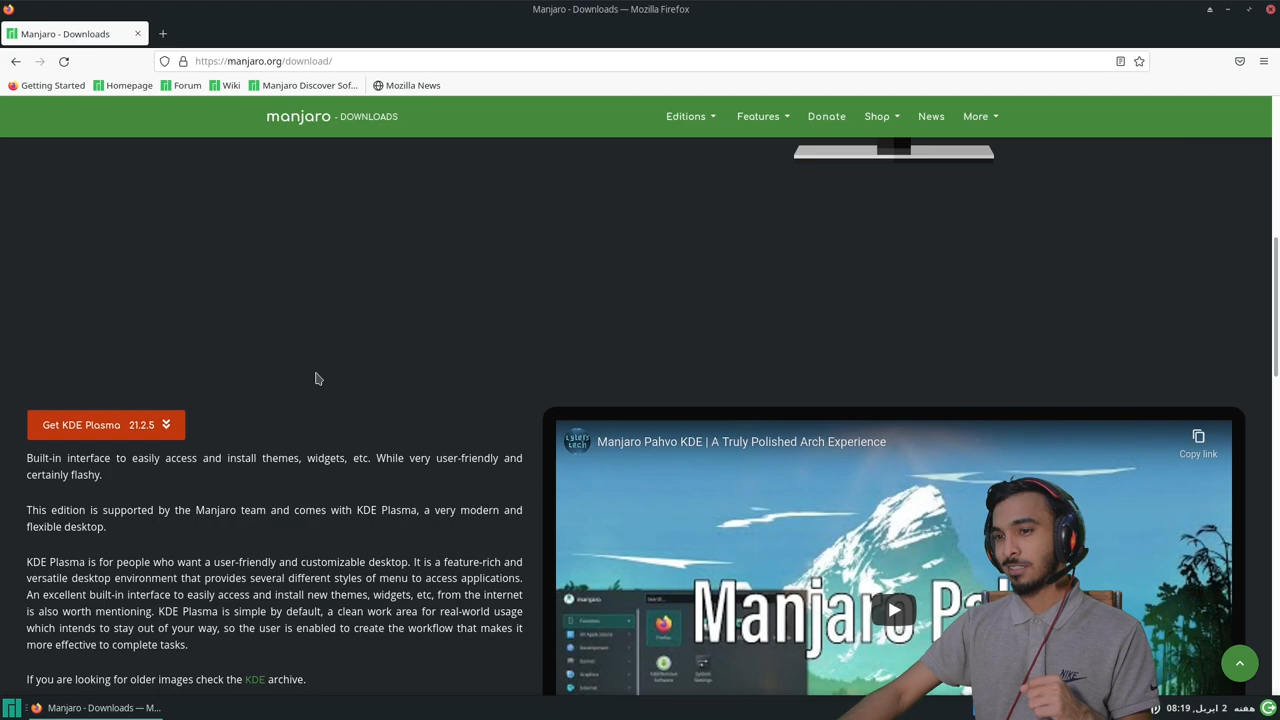 Manjaro - Downloads — Mozilla Firefox
Manjaro - Downloads
https://manjaro.org/download/
Getting Started
Homepage
Forum
Wiki
Manjaro Discover Sof...
Mozilla News
manjaro - DOWNLOADS
Editions
Features
Donate
Shop
News
More
Get KDE Plasma 21.2.5
Built-in interface to easily access and install themes, widgets, etc. While very user-friendly and
certainly flashy.
This edition is supported by the Manjaro team and comes with KDE Plasma, a very modern and
flexible desktop.
KDE Plasma is for people who want a user-friendly and customizable desktop. It is a feature-rich and
versatile desktop environment that provides several different styles of menu to access applications.
An excellent built-in interface to easily access and install new themes, widgets, etc, from the internet
is also worth mentioning. KDE Plasma is simple by default, a clean work area for real-world usage
which intends to stay out of your way, so the user is enabled to create the workflow that makes it
more effective to complete tasks.
If you are looking for older images check the KDE archive.
Manjaro Pahvo KDE | A Truly Polished Arch Experience
Copy link
Manjaro
manjaro
Firefox
Manjaro - Downloads — M...
هفته 2 اپریل, 08:19